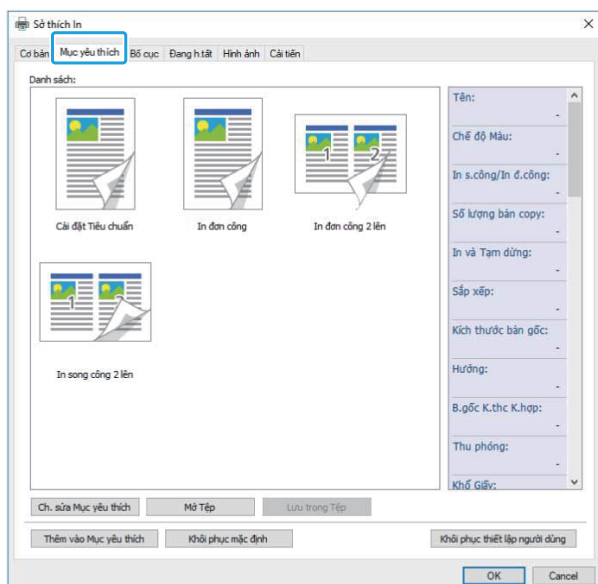 Sở thích In
Cơ bản Mục yêu thích Bố cục Đang h.tất Hình ảnh Cải tiến
Danh sách:
Cài đặt Tiêu chuẩn
In đơn công
1 2
In đơn công 2 lên
1 2
In song công 2 lên
Tên:
-
Chế độ Màu:
-
In s.công/In đ.công:
-
Số lượng bản copy:
-
In và Tạm dừng:
-
Sắp xếp:
-
Kích thước bản gốc:
-
Hướng:
-
B.gốc K.thc K.hợp:
-
Thu phóng:
-
Khổ Giấy:
Ch. sửa Mục yêu thích Mở Tệp Lưu trong Tệp
Thêm vào Mục yêu thích Khôi phục mặc định Khôi phục thiết lập người dùng
OK Cancel